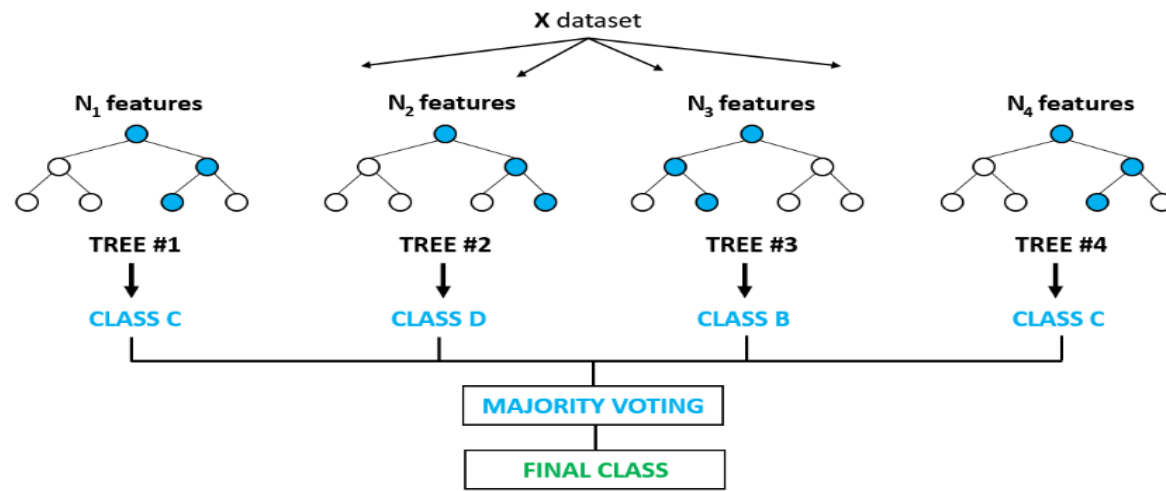 X dataset
N₁ features N₂ features N₃ features N₄ features
TREE #1 TREE #2 TREE #3 TREE #4
CLASS C CLASS D CLASS B CLASS C
MAJORITY VOTING
FINAL CLASS